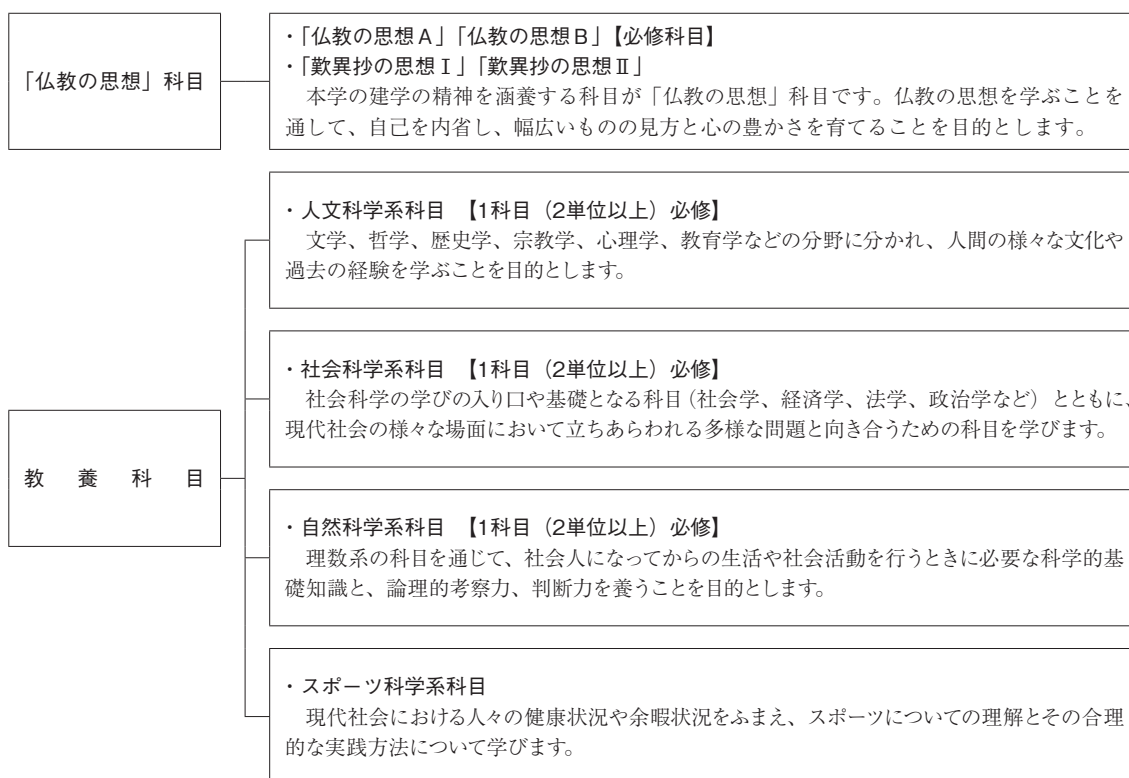 「仏教の思想」科目
・「仏教の思想A」「仏教の思想B」【必修科目】
・「歎異抄の思想Ⅰ」「歎異抄の思想Ⅱ」
本学の建学の精神を涵養する科目が「仏教の思想」科目です。仏教の思想を学ぶことを
通して、自己を内省し、幅広いものの見方と心の豊かさを育てることを目的とします。
教養科目
・人文科学系科目 【1科目（2単位以上）必修】
文学、哲学、歴史学、宗教学、心理学、教育学などの分野に分かれ、人間の様々な文化や
過去の経験を学ぶことを目的とします。
・社会科学系科目 【1科目（2単位以上）必修】
社会科学の学びの入り口や基礎となる科目（社会学、経済学、法学、政治学など）とともに、
現代社会の様々な場面において立ちあらわれる多様な問題と向き合うための科目を学びます。
・自然科学系科目 【1科目（2単位以上）必修】
理数系の科目を通じて、社会人になってからの生活や社会活動を行うときに必要な科学的基
礎知識と、論理的考察力、判断力を養うことを目的とします。
・スポーツ科学系科目
現代社会における人々の健康状況や余暇状況をふまえ、スポーツについての理解とその合理
的な実践方法について学びます。